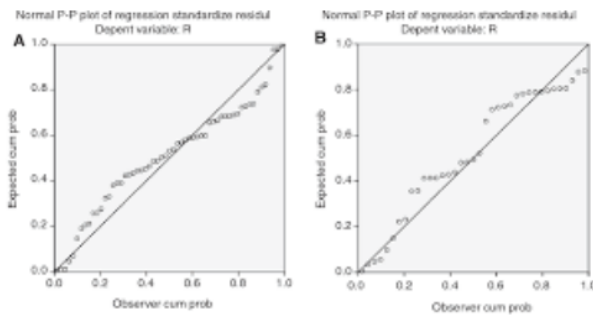 Normal P-P plot of regression standardize residul
Depent variable: R
A
1.0
0.8
0.6
0.4
0.2
0.0
Expected cum prob
0.0 0.2 0.4 0.6 0.8 1.0
Observer cum prob
Normal P-P plot of regression standardize residul
Depent variable: R
B
1.0
0.8
0.6
0.4
0.2
0.0
Expected cum prob
0.0 0.2 0.4 0.6 0.8 1.0
Observer cum prob